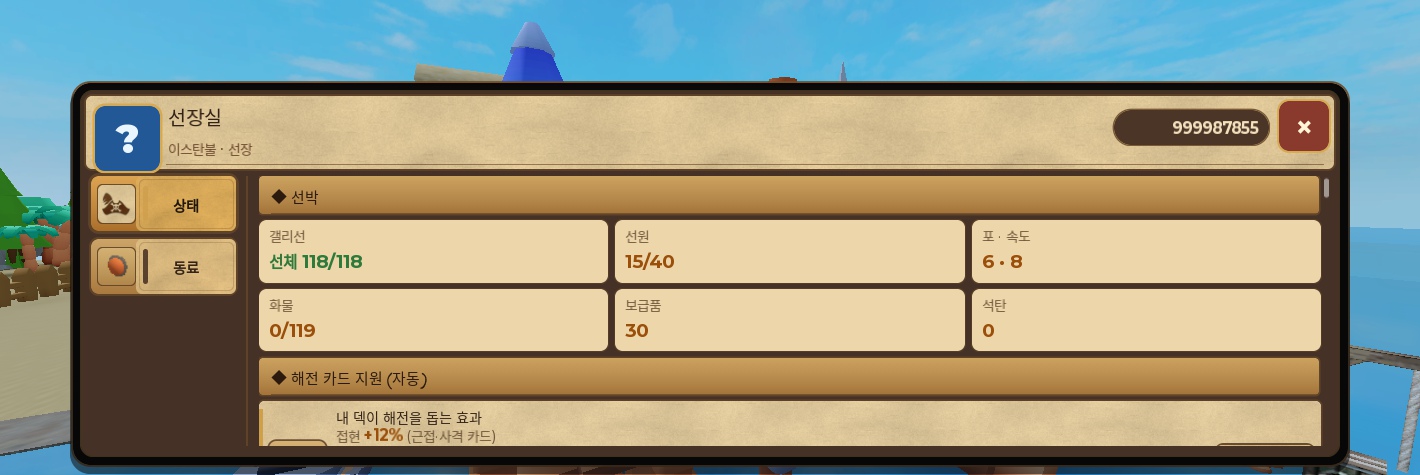 ?
선장실
이스탄불 · 선장
999987855
×
상태
동료
◆ 선박
갤리선
선체 118/118
선원
15/40
포 · 속도
6 · 8
화물
0/119
보급품
30
석탄
0
◆ 해전 카드 지원 (자동)
내 덱이 해전을 돕는 효과
접현 +12% (근접·사격 카드)